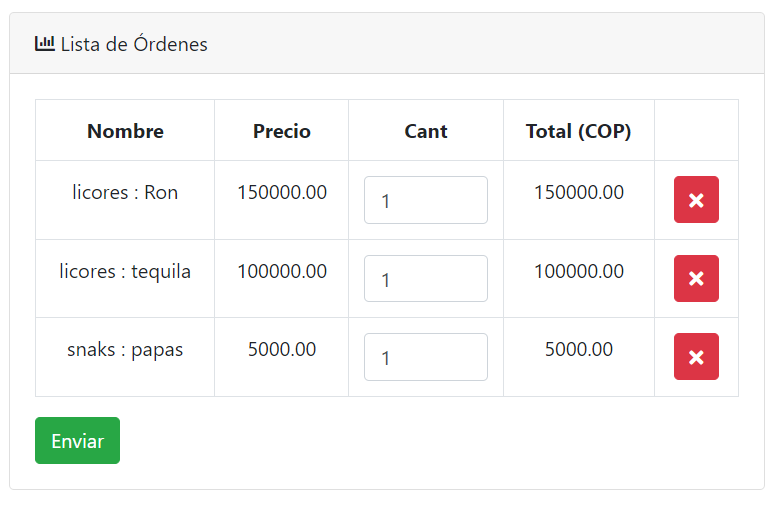 Lista de Órdenes
Nombre Precio Cant Total (COP)
licores : Ron 150000.00 1 150000.00
licores : tequila 100000.00 1 100000.00
snaks : papas 5000.00 1 5000.00
Enviar